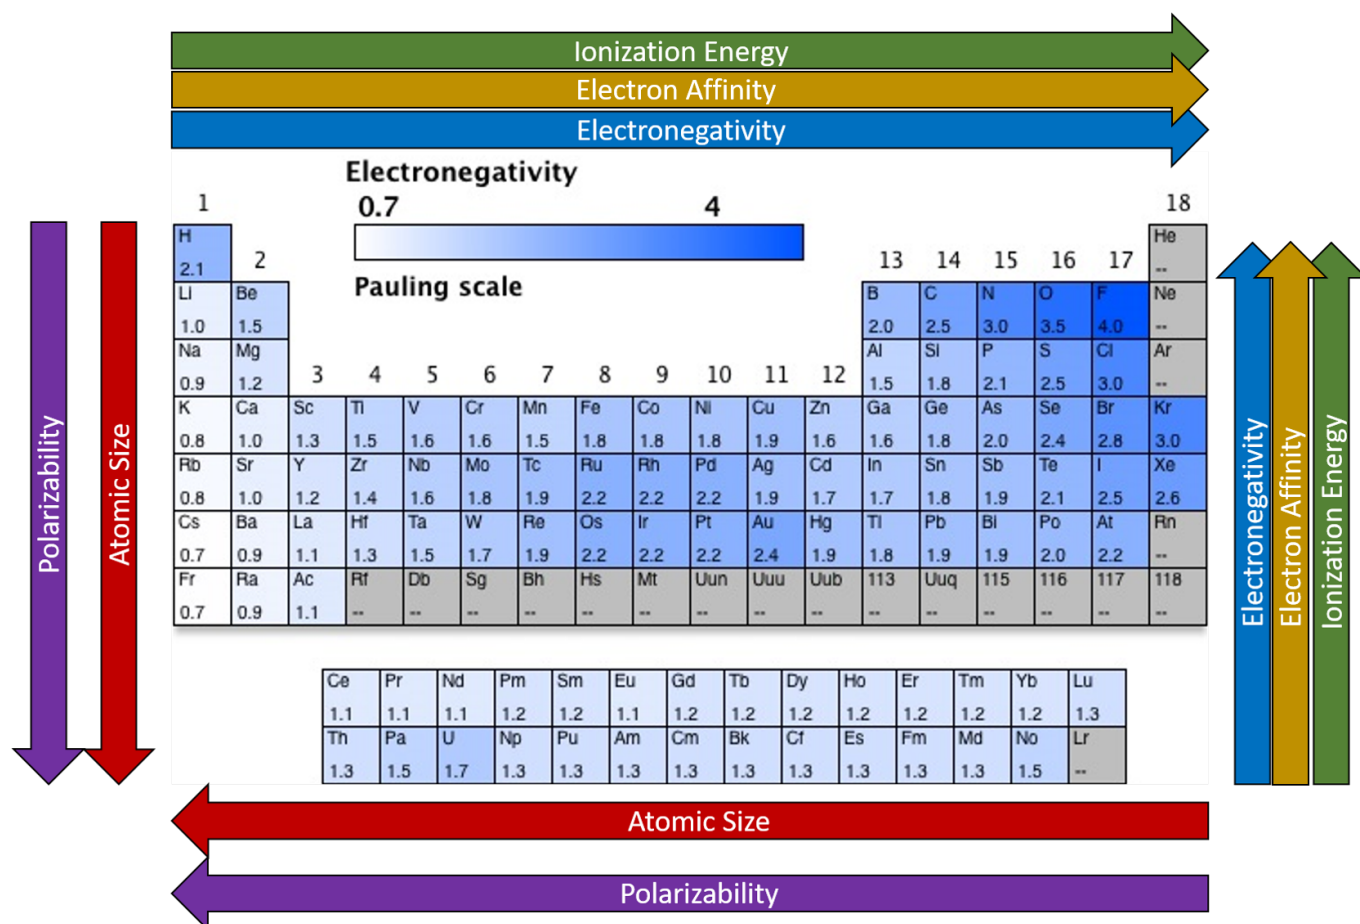 Ionization Energy
Electron Affinity
Electronegativity
Electronegativity
0.7 4
Pauling scale
1 18
H He
2.1 --
2 13 14 15 16 17
Li Be B C N O F Ne
1.0 1.5 2.0 2.5 3.0 3.5 4.0 --
Na Mg Al Si P S Cl Ar
0.9 1.2 1.5 1.8 2.1 2.5 3.0 --
3 4 5 6 7 8 9 10 11 12
K Ca Sc Ti V Cr Mn Fe Co Ni Cu Zn Ga Ge As Se Br Kr
0.8 1.0 1.3 1.5 1.6 1.6 1.5 1.8 1.8 1.8 1.9 1.6 1.6 1.8 2.0 2.4 2.8 3.0
Rb Sr Y Zr Nb Mo Tc Ru Rh Pd Ag Cd In Sn Sb Te I Xe
0.8 1.0 1.2 1.4 1.6 1.8 1.9 2.2 2.2 2.2 1.9 1.7 1.7 1.8 1.9 2.1 2.5 2.6
Cs Ba La Hf Ta W Re Os Ir Pt Au Hg Tl Pb Bi Po At Rn
0.7 0.9 1.1 1.3 1.5 1.7 1.9 2.2 2.2 2.2 2.4 1.9 1.8 1.9 1.9 2.0 2.2 --
Fr Ra Ac Rf Db Sg Bh Hs Mt Uun Uuu Uub 113 Uuq 115 116 117 118
0.7 0.9 1.1 -- -- -- -- -- -- -- -- -- -- -- -- -- -- --
Ce Pr Nd Pm Sm Eu Gd Tb Dy Ho Er Tm Yb Lu
1.1 1.1 1.1 1.2 1.2 1.1 1.2 1.2 1.2 1.2 1.2 1.2 1.2 1.3
Th Pa U Np Pu Am Cm Bk Cf Es Fm Md No Lr
1.3 1.5 1.7 1.3 1.3 1.3 1.3 1.3 1.3 1.3 1.3 1.3 1.5 --
Polarizability
Atomic Size
Electronegativity
Electron Affinity
Ionization Energy
Atomic Size
Polarizability